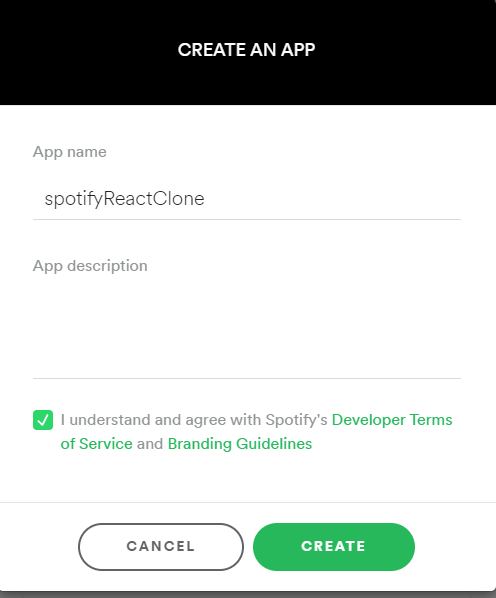 CREATE AN APP
App name
spotifyReactClone
App description
I understand and agree with Spotify's Developer Terms
of Service and Branding Guidelines
CANCEL
CREATE